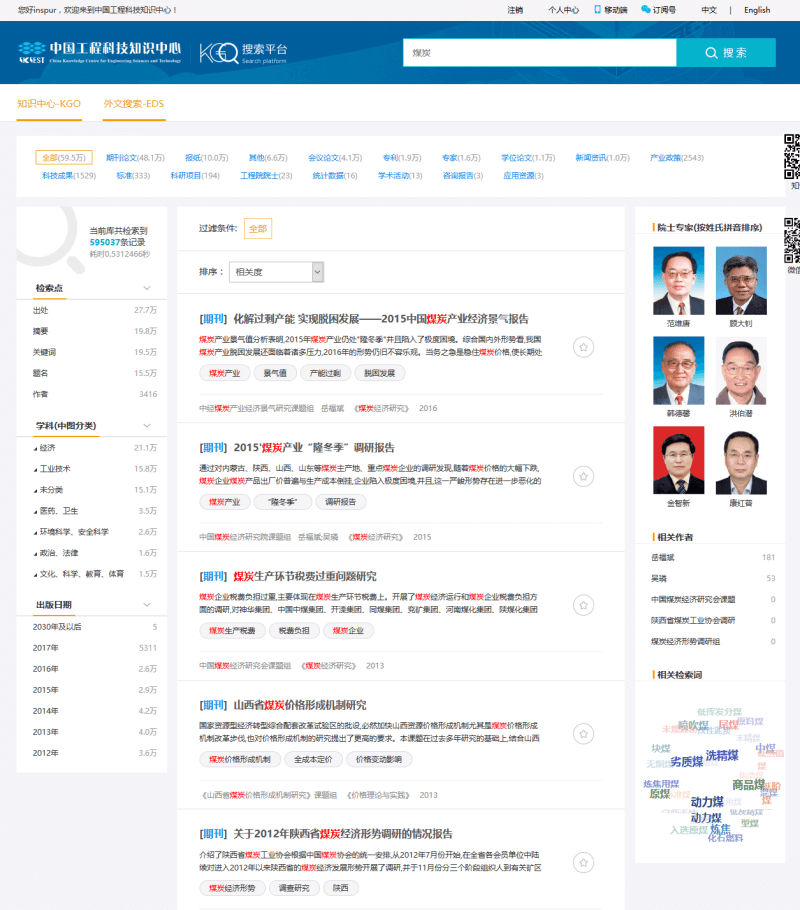 您好inspur，欢迎来到中国工程科技知识中心！
注销 个人中心 移动端 订阅号 中文 | English
中国工程科技知识中心
CKCEST China Knowledge Centre for Engineering Sciences and Technology
KGO 搜索平台
Search platform
煤炭
搜 索
知识中心-KGO 外文搜索-EDS
全部(59.5万) 期刊论文(48.1万) 报纸(10.0万) 其他(6.6万) 会议论文(4.1万) 专利(1.9万) 专家(1.6万) 学位论文(1.1万) 新闻资讯(1.0万) 产业政策(2543)
科技成果(1529) 标准(333) 科研项目(194) 工程院院士(23) 统计数据(16) 学术活动(13) 咨询报告(3) 应用资源(3)
当前库共检索到
595037条记录
耗时0.5312466秒
检索点
出处 27.7万
摘要 19.8万
关键词 19.5万
题名 15.5万
作者 3416
学科(中图分类)
经济 21.1万
工业技术 15.8万
未分类 15.1万
医药、卫生 3.5万
环境科学、安全科学 2.6万
政治、法律 1.6万
文化、科学、教育、体育 1.5万
出版日期
2030年及以后 5
2017年 5311
2016年 2.6万
2015年 2.9万
2014年 4.2万
2013年 4.0万
2012年 3.6万
过滤条件: 全部
排序： 相关度
[期刊] 化解过剩产能 实现脱困发展——2015中国煤炭产业经济景气报告
煤炭产业景气值分析表明,2015年煤炭产业仍处"隆冬季"并且陷入了极度困境。综合国内外形势看,我国
煤炭产业脱困发展还面临着诸多压力,2016年的形势仍旧不容乐观。当务之急是稳住煤炭价格,使长期处
煤炭产业 景气值 产能过剩 脱困发展
中经煤炭产业经济景气研究课题组 岳福斌 《煤炭经济研究》 2016
[期刊] 2015'煤炭产业“隆冬季”调研报告
通过对内蒙古、陕西、山西、山东等煤炭主产地、重点煤炭企业的调研发现,随着煤炭价格的大幅下跌,
煤炭企业煤炭产品出厂价普遍与生产成本倒挂,企业陷入极度困境,并且,这一严峻形势存在进一步恶化的
煤炭产业 “隆冬季” 调研报告
中国煤炭经济研究院课题组 岳福斌;吴璘 《煤炭经济研究》 2015
[期刊] 煤炭生产环节税费过重问题研究
煤炭企业税费负担过重,主要体现在煤炭生产环节税费上。开展了煤炭经济运行和煤炭企业税费负担方
面的调研,对神华集团、中国中煤集团、开滦集团、同煤集团、兖矿集团、河南煤化集团、陕煤化集团
煤炭生产税费 税费负担 煤炭企业
中国煤炭经济研究会课题组 《煤炭经济研究》 2013
[期刊] 山西省煤炭价格形成机制研究
国家资源型经济转型综合配套改革试验区的批设,必然加快山西资源价格形成机制尤其是煤炭价格形成
机制改革步伐,也对价格形成机制的研究提出了更高的要求。本课题在过去多年研究的基础上,结合山西
煤炭价格形成机制 全成本定价 价格变动影响
《山西省煤炭价格形成机制研究》课题组 《价格理论与实践》 2013
[期刊] 关于2012年陕西省煤炭经济形势调研的情况报告
介绍了陕西省煤炭工业协会根据中国煤炭协会的统一安排,从2012年7月份开始,在全省各会员单位中陆
续对进入2012年以来陕西省的煤炭经济发展形势开展了调研,并于11月份分三个阶段组织人到有关矿区
煤炭经济形势 调查研究 陕西
院士专家(按姓氏拼音排序)
范维唐 顾大钊
韩德馨 洪伯潜
金智新 康红普
相关作者
岳福斌 181
吴璘 53
中国煤炭经济研究会课题 0
陕西省煤炭工业协会调研 0
煤炭经济形势调研组 0
相关检索词
低挥发分煤
喷吹煤 尾煤
块煤 中煤
劣质煤 洗精煤
炼焦用煤 商品煤
原煤
动力煤
动力煤 型煤
入选原煤 炼焦
化石燃料